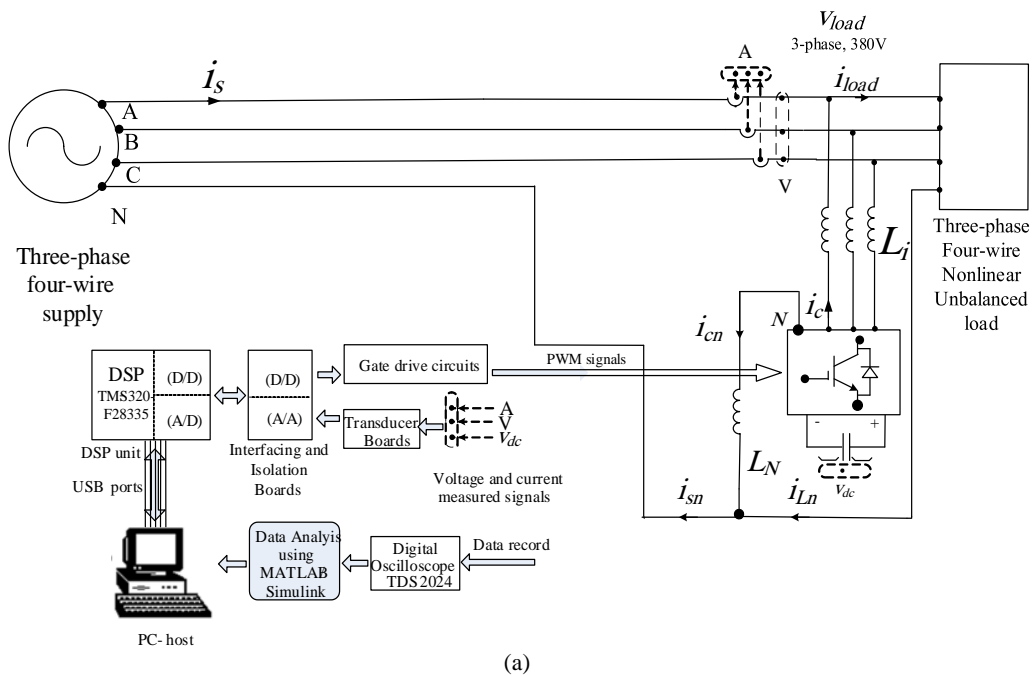 V_load
3-phase, 380V
A
i_s
i_load
A
B
C
N
V
Three-phase
four-wire
supply
Three-phase
Four-wire
Nonlinear
Unbalanced
load
L_i
i_c
N
i_cn
DSP
TMS320-
F28335
(D/D)
(A/D)
(D/D)
(A/A)
Gate drive circuits
PWM signals
Transducer
Boards
A
V
V_dc
- +
v_dc
L_N
i_sn
i_Ln
DSP unit
USB ports
Interfacing and
Isolation
Boards
Voltage and current
measured signals
Data Analyis
using
MATLAB
Simulink
Digital
Oscilloscope
TDS2024
Data record
PC-host
(a)